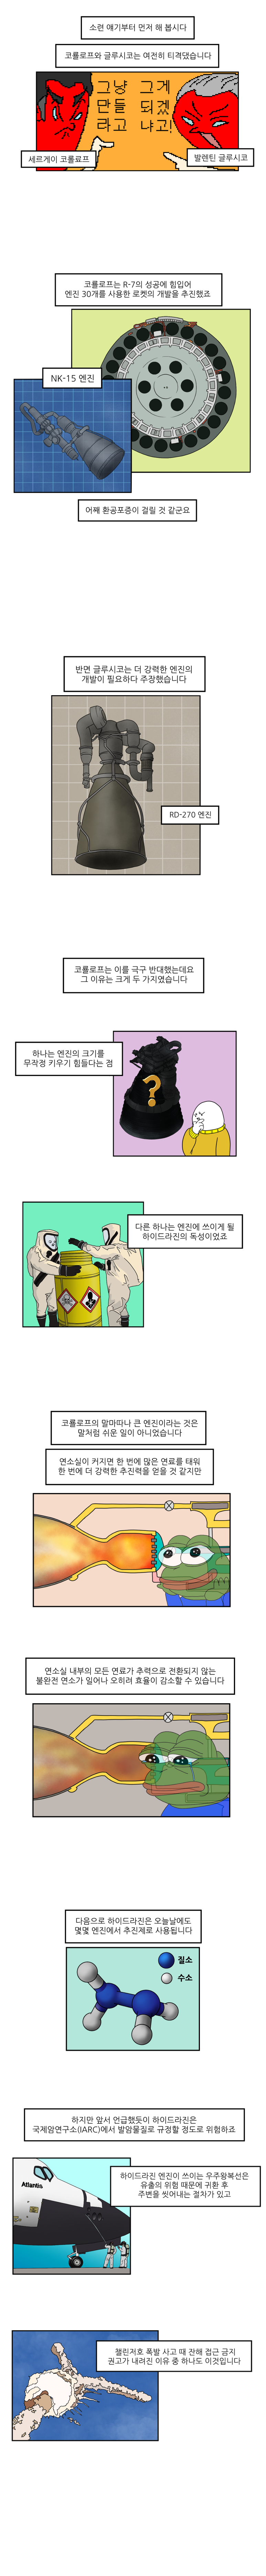 소련 얘기부터 먼저 해 봅시다
코룔로프와 글루시코는 여전히 티격댔습니다
그냥
만들
라고
그게
되겠
냐고!
세르게이 코롤료프
발렌틴 글루시코
코룔로프는 R-7의 성공에 힘입어
엔진 30개를 사용한 로켓의 개발을 추진했죠
NK-15 엔진
어째 환공포증이 걸릴 것 같군요
반면 글루시코는 더 강력한 엔진의
개발이 필요하다 주장했습니다
RD-270 엔진
코룔로프는 이를 극구 반대했는데요
그 이유는 크게 두 가지였습니다
하나는 엔진의 크기를
무작정 키우기 힘들다는 점
?
다른 하나는 엔진에 쓰이게 될
하이드라진의 독성이었죠
코룔로프의 말마따나 큰 엔진이라는 것은
말처럼 쉬운 일이 아니었습니다
연소실이 커지면 한 번에 많은 연료를 태워
한 번에 더 강력한 추진력을 얻을 것 같지만
연소실 내부의 모든 연료가 추력으로 전환되지 않는
불완전 연소가 일어나 오히려 효율이 감소할 수 있습니다
다음으로 하이드라진은 오늘날에도
몇몇 엔진에서 추진제로 사용됩니다
질소
수소
하지만 앞서 언급했듯이 하이드라진은
국제암연구소(IARC)에서 발암물질로 규정할 정도로 위험하죠
하이드라진 엔진이 쓰이는 우주왕복선은
유출의 위험 때문에 귀환 후
주변을 씻어내는 절차가 있고
Atlantis
챌린저호 폭발 사고 때 잔해 접근 금지
권고가 내려진 이유 중 하나도 이것입니다